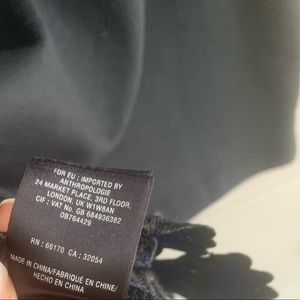 FOR EU : IMPORTED BY
ANTHROPOLOGIE
24 MARKET PLACE, 3RD FLOOR,
LONDON, UK W1W8AN
CIF : VAT No. GB 684936382
OB764429
RN : 66170 CA : 32054
MADE IN CHINA/FABRIQUÉ EN CHINE/
HECHO EN CHINA